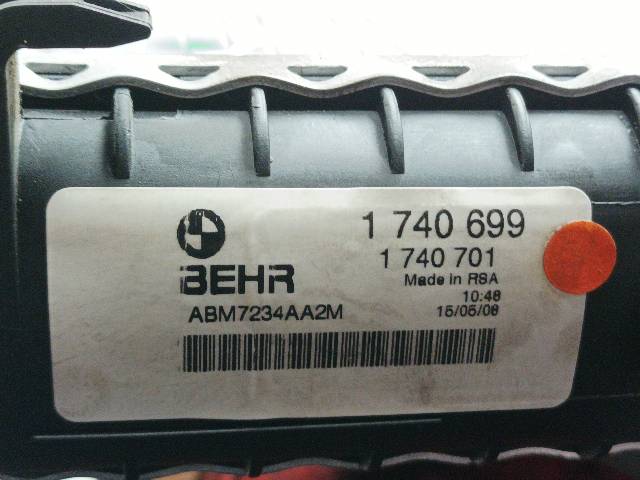 1 740 699
1 740 701
BEHR
Made in RSA
10:48
ABM7234AA2M
15/05/08